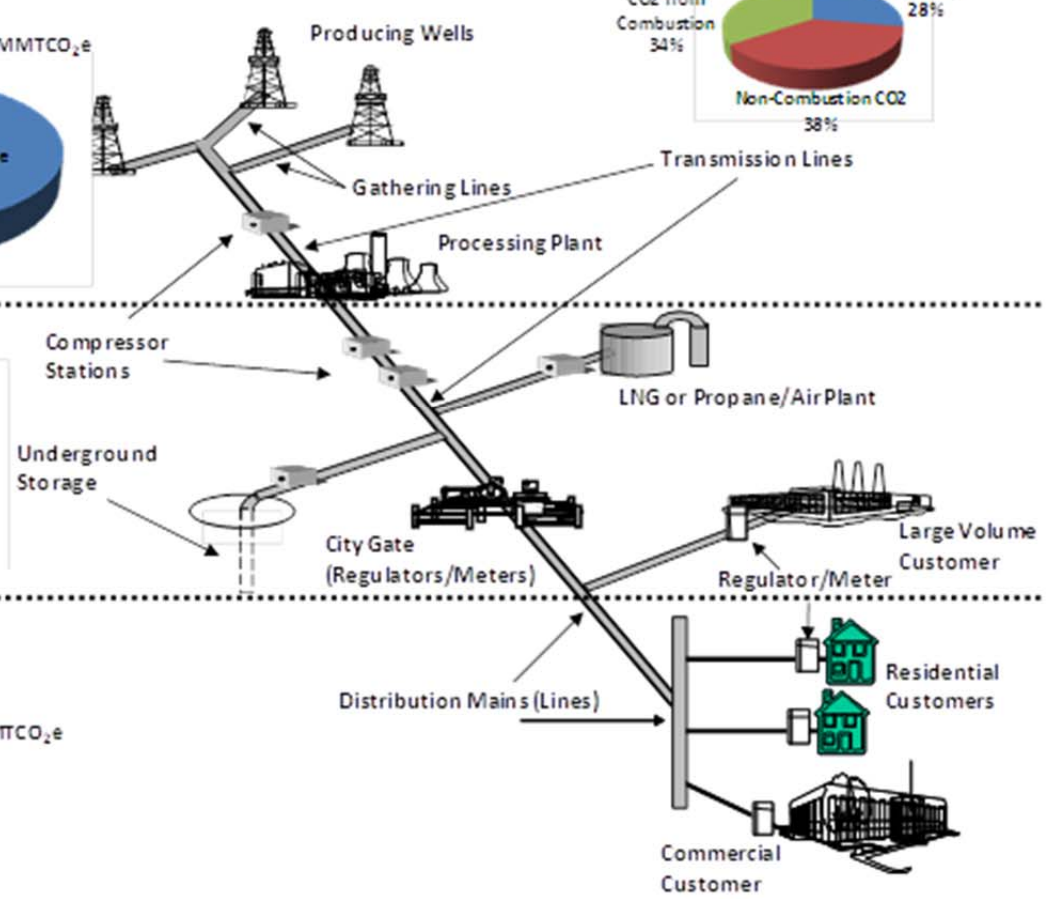 MMTCO₂e
Producing Wells
Combustion
34%
28%
Non-Combustion CO2
38%
Transmission Lines
Gathering Lines
Processing Plant
Compressor
Stations
LNG or Propane/Air Plant
Underground
Storage
City Gate
(Regulators/Meters)
Large Volume
Customer
Regulator/Meter
Distribution Mains (Lines)
Residential
Customers
TCO₂e
Commercial
Customer